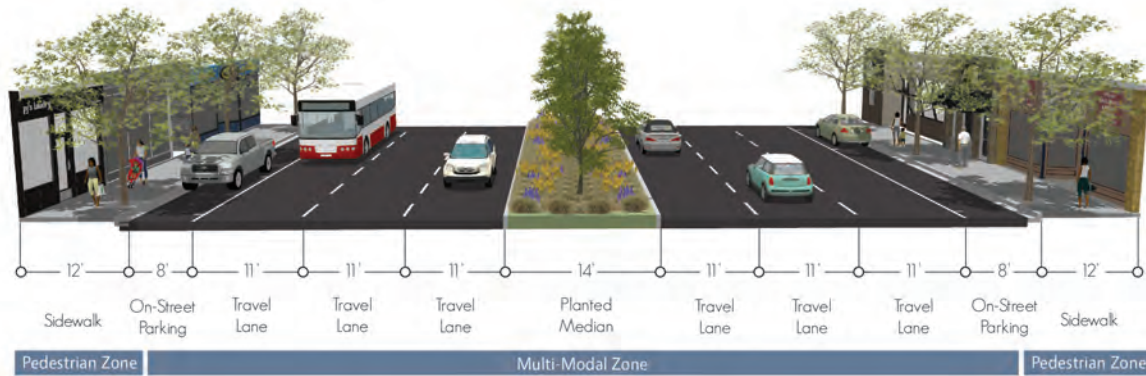 12' 8' 11' 11' 11' 14' 11' 11' 11' 8' 12'
Sidewalk On-Street Parking Travel Lane Travel Lane Travel Lane Planted Median Travel Lane Travel Lane Travel Lane On-Street Parking Sidewalk
Pedestrian Zone Multi-Modal Zone Pedestrian Zone